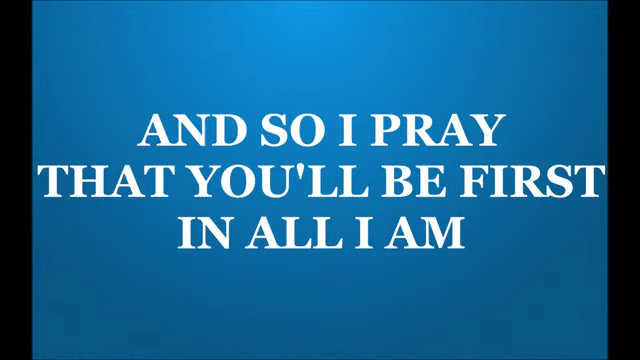 AND SO I PRAY
THAT YOU'LL BE FIRST
IN ALL I AM